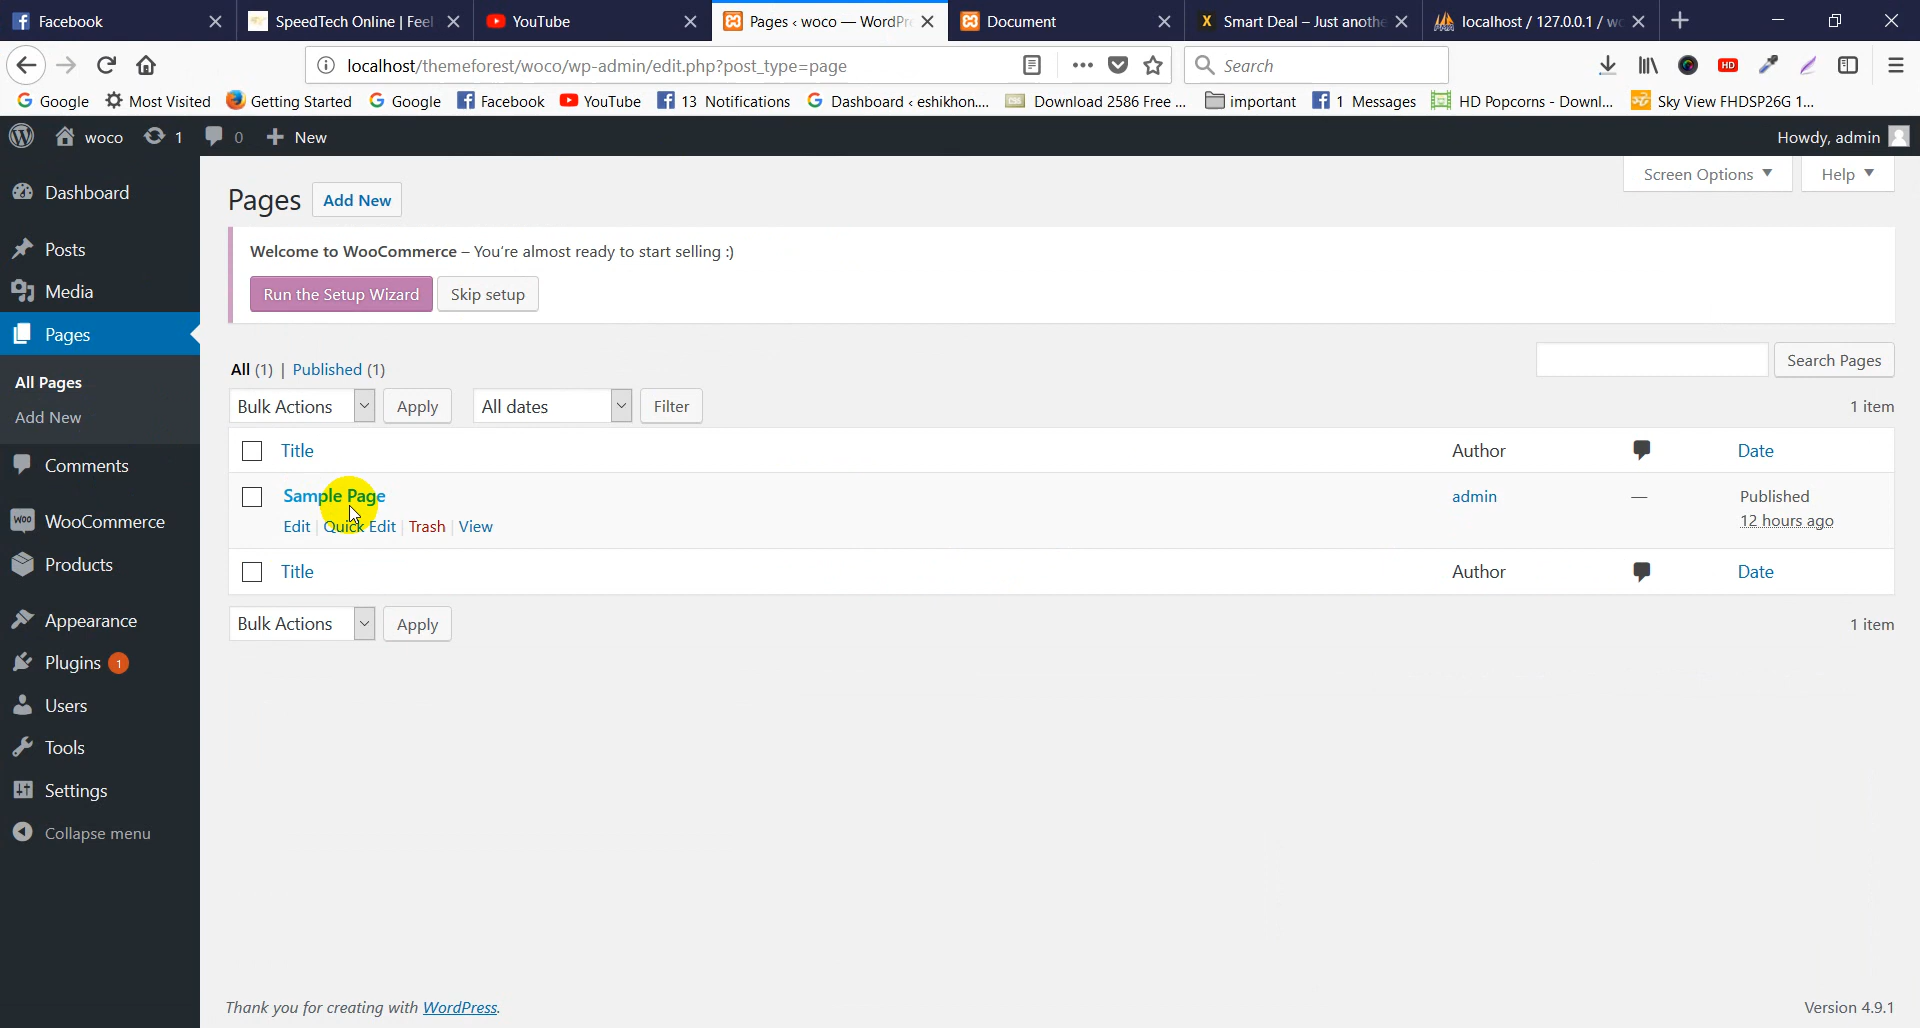 Facebook
SpeedTech Online | Feel
YouTube
Pages ‹ woco — WordPr
Document
X Smart Deal – Just anothe
localhost / 127.0.0.1 / wo
localhost/themeforest/woco/wp-admin/edit.php?post_type=page
Search
HD
Google
Most Visited
Getting Started
Google
Facebook
YouTube
13 Notifications
Dashboard ‹ eshikhon....
Download 2586 Free ...
important
1 Messages
HD Popcorns - Downl...
Sky View FHDSP26G 1...
woco
1
0
New
Howdy, admin
Dashboard
Posts
Media
Pages
All Pages
Add New
Comments
WooCommerce
Products
Appearance
Plugins 1
Users
Tools
Settings
Collapse menu
Screen Options
Help
Pages
Add New
Welcome to WooCommerce – You're almost ready to start selling :)
Run the Setup Wizard
Skip setup
All (1) | Published (1)
Search Pages
Bulk Actions
Apply
All dates
Filter
1 item
Title
Author
Date
Sample Page
admin
—
Published
12 hours ago
Edit | Quick Edit | Trash | View
Title
Author
Date
Bulk Actions
Apply
1 item
Thank you for creating with WordPress.
Version 4.9.1